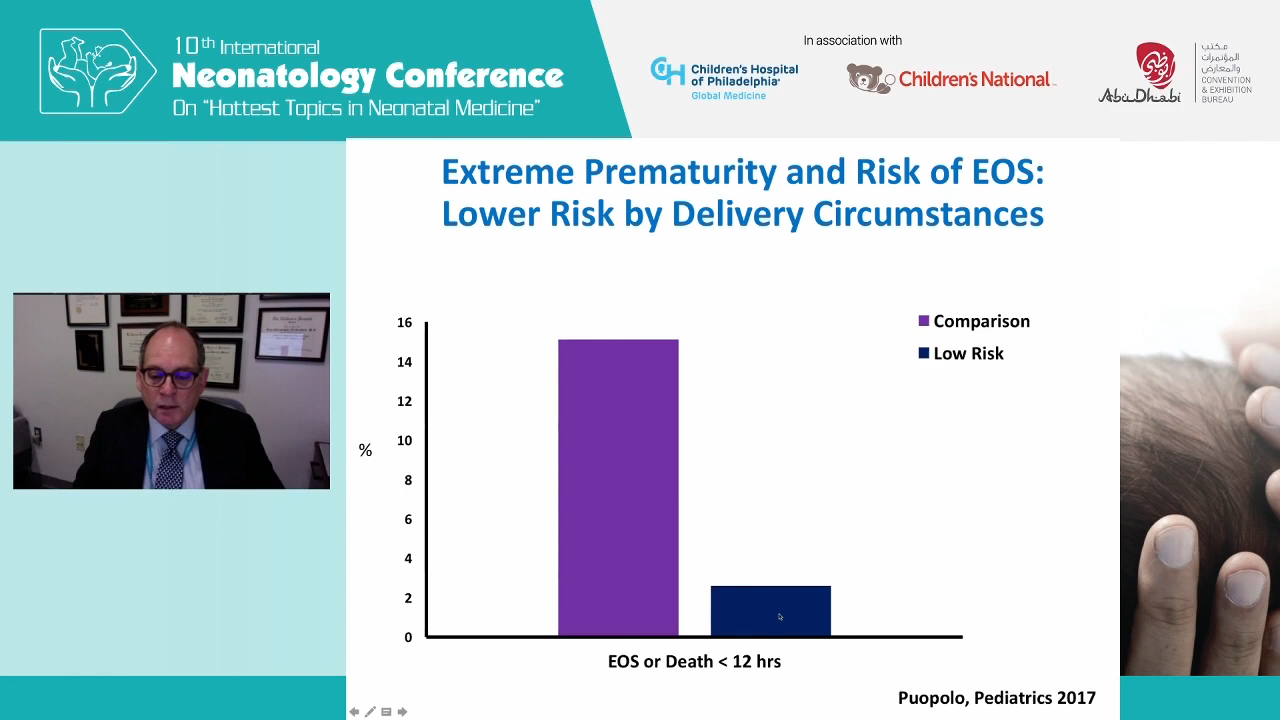 10th International
Neonatology Conference
On “Hottest Topics in Neonatal Medicine”
In association with
Children's Hospital
of Philadelphia
Global Medicine
Children's National
Abu Dhabi
مكتب
المؤتمرات
والمعارض
أبوظبي
CONVENTION
& EXHIBITION
BUREAU
Extreme Prematurity and Risk of EOS:
Lower Risk by Delivery Circumstances
Comparison
Low Risk
16
14
12
10
8
6
4
2
0
%
EOS or Death < 12 hrs
Puopolo, Pediatrics 2017